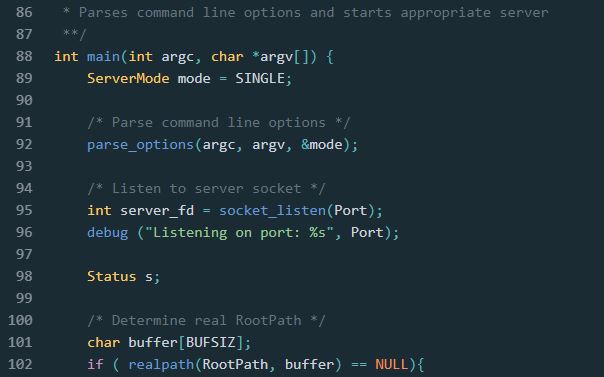 86 * Parses command line options and starts appropriate server
87 **/
88 int main(int argc, char *argv[]) {
89     ServerMode mode = SINGLE;
90
91     /* Parse command line options */
92     parse_options(argc, argv, &mode);
93
94     /* Listen to server socket */
95     int server_fd = socket_listen(Port);
96     debug ("Listening on port: %s", Port);
97
98     Status s;
99
100     /* Determine real RootPath */
101     char buffer[BUFSIZ];
102     if ( realpath(RootPath, buffer) == NULL){